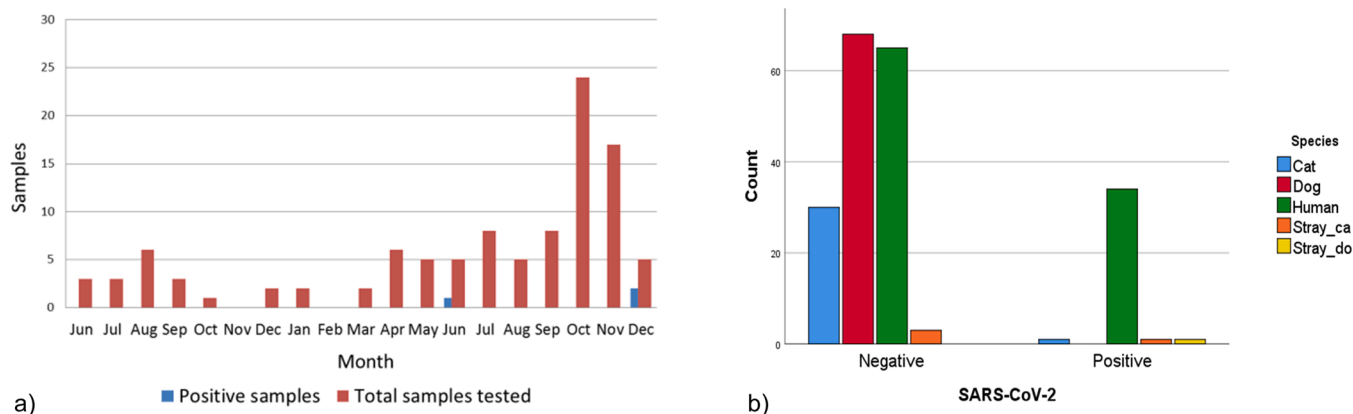 30
25
20
15
10
5
0
Samples
Jun Jul Aug Sep Oct Nov Dec Jan Feb Mar Apr May Jun Jul Aug Sep Oct Nov Dec
Month
Positive samples Total samples tested
a)
60
40
20
0
Count
Negative Positive
SARS-CoV-2
Species
Cat
Dog
Human
Stray_ca
Stray_do
b)